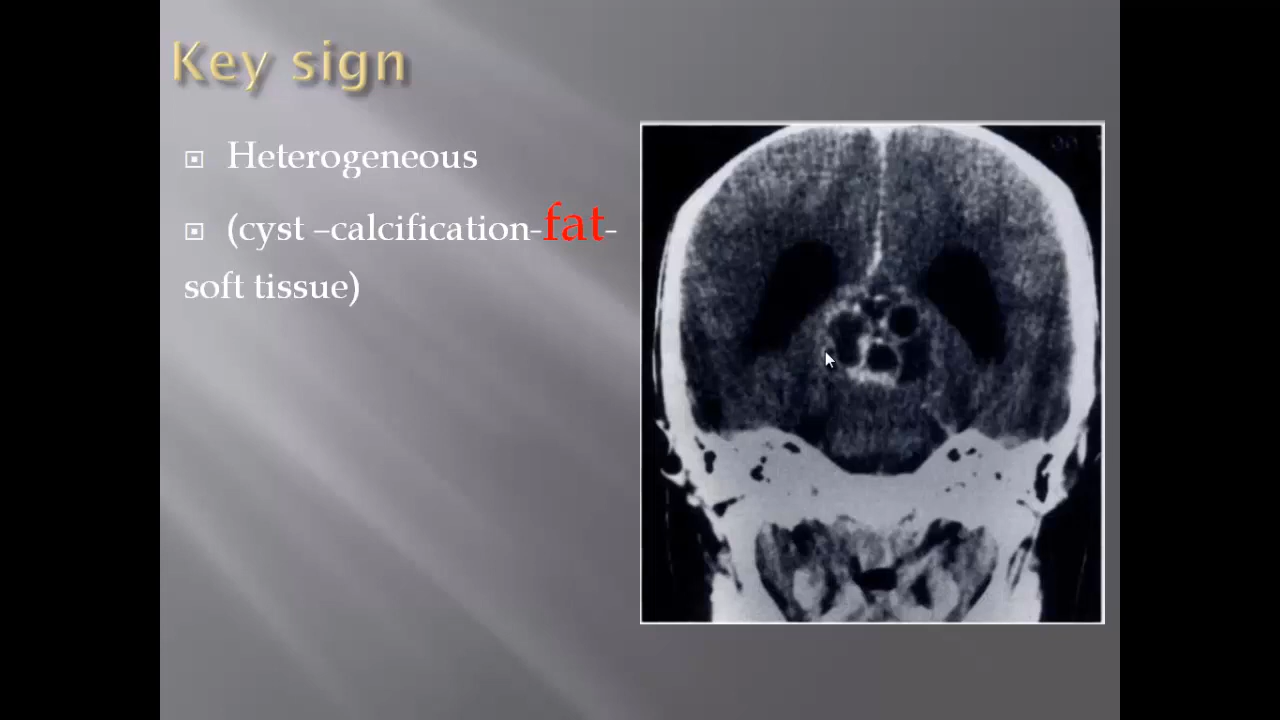 Key sign
Heterogeneous
(cyst –calcification-fat-
soft tissue)